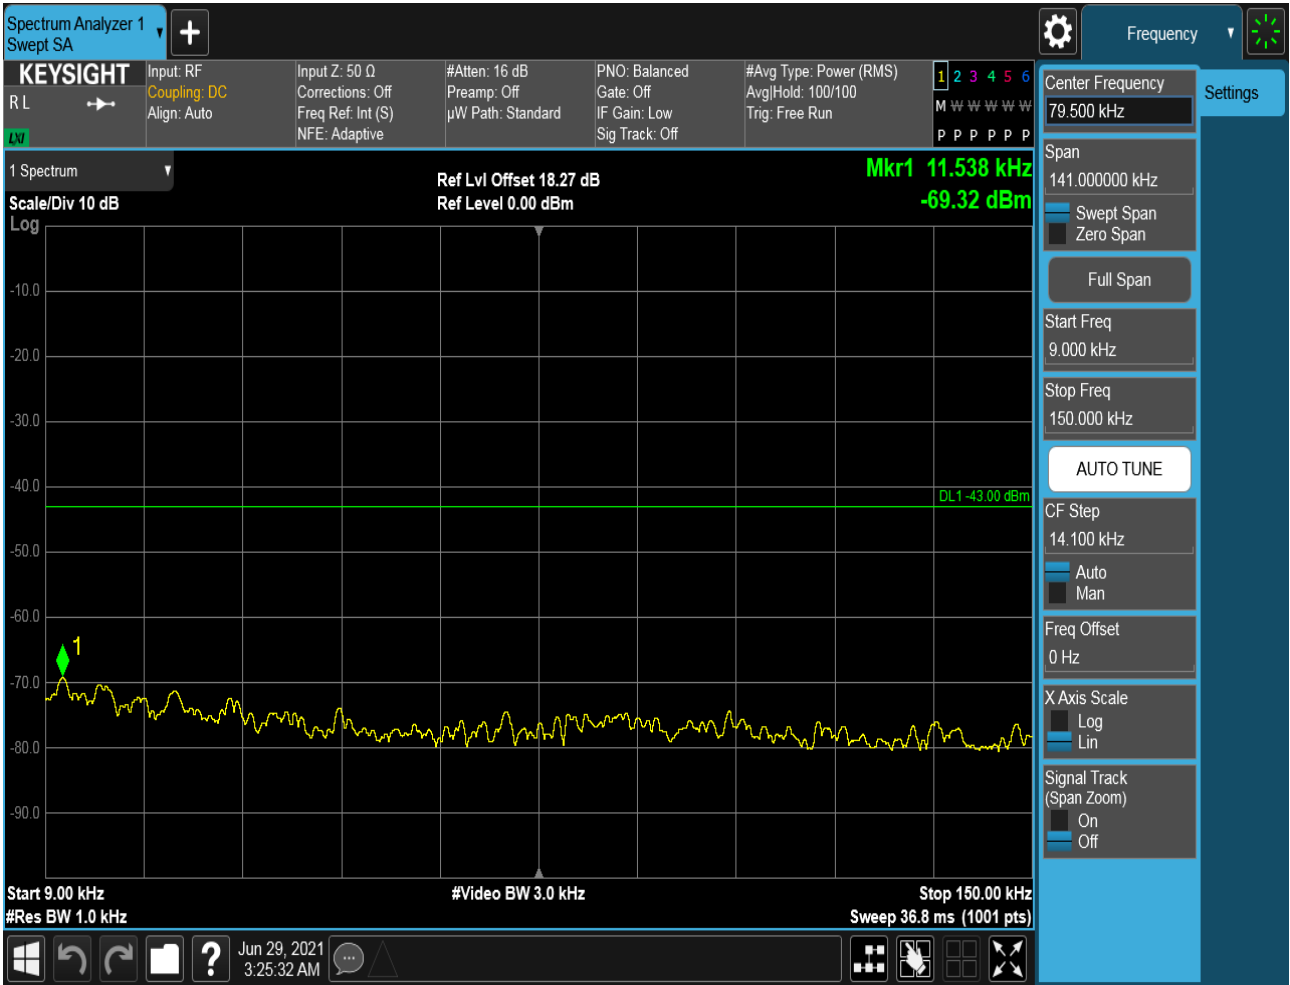 Spectrum Analyzer 1
Swept SA
Frequency
KEYSIGHT
R L
LXI
Input: RF
Coupling: DC
Align: Auto
Input Z: 50 Ω
Corrections: Off
Freq Ref: Int (S)
NFE: Adaptive
#Atten: 16 dB
Preamp: Off
µW Path: Standard
PNO: Balanced
Gate: Off
IF Gain: Low
Sig Track: Off
#Avg Type: Power (RMS)
Avg|Hold: 100/100
Trig: Free Run
1 2 3 4 5 6
M W W W W W
P P P P P P
1 Spectrum
Scale/Div 10 dB
Log
Ref Lvl Offset 18.27 dB
Ref Level 0.00 dBm
Mkr1 11.538 kHz
-69.32 dBm
-10.0
-20.0
-30.0
-40.0
DL1 -43.00 dBm
-50.0
-60.0
1
-70.0
-80.0
-90.0
Start 9.00 kHz
#Video BW 3.0 kHz
Stop 150.00 kHz
#Res BW 1.0 kHz
Sweep 36.8 ms (1001 pts)
?
Jun 29, 2021
3:25:32 AM
Center Frequency
79.500 kHz
Settings
Span
141.000000 kHz
Swept Span
Zero Span
Full Span
Start Freq
9.000 kHz
Stop Freq
150.000 kHz
AUTO TUNE
CF Step
14.100 kHz
Auto
Man
Freq Offset
0 Hz
X Axis Scale
Log
Lin
Signal Track
(Span Zoom)
On
Off